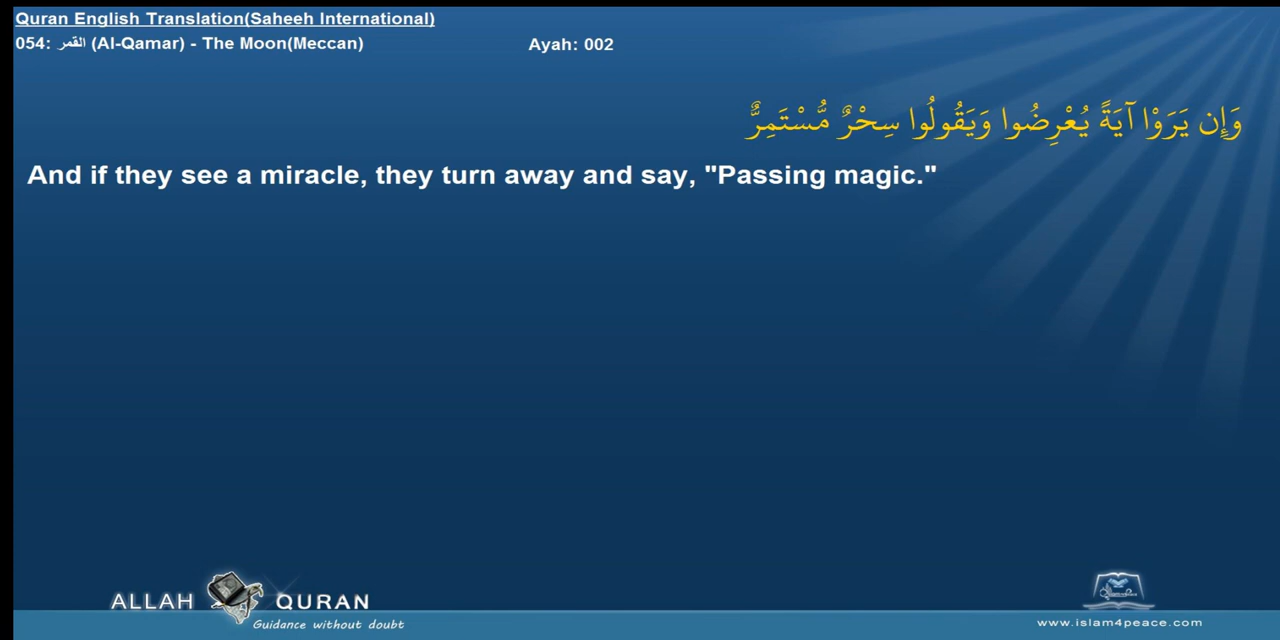 Quran English Translation(Saheeh International)
054: القمر (Al-Qamar) - The Moon(Meccan) Ayah: 002
وَإِن يَرَوْا آيَةً يُعْرِضُوا وَيَقُولُوا سِحْرٌ مُّسْتَمِرٌّ
And if they see a miracle, they turn away and say, "Passing magic."
ALLAH QURAN
Guidance without doubt
www.islam4peace.com